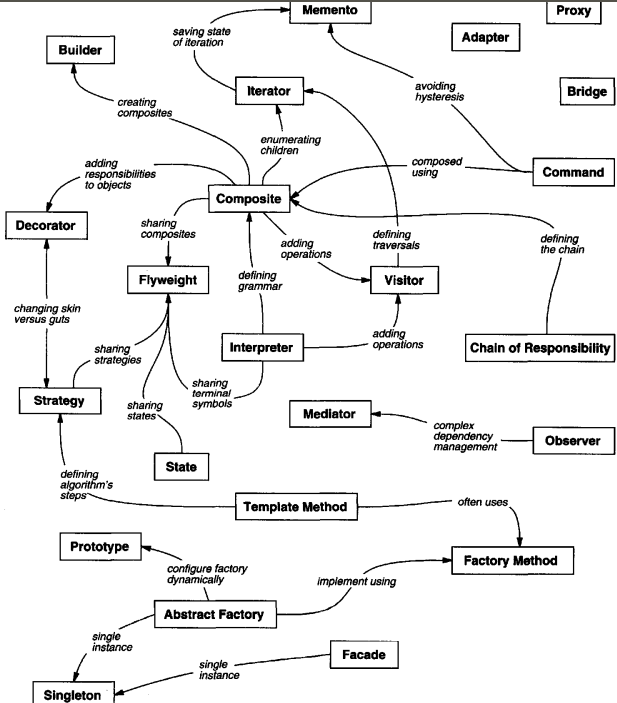 Memento
Proxy
saving state
of iteration
Adapter
Builder
Iterator
avoiding
hysteresis
Bridge
creating
composites
enumerating
children
adding
responsibilities
to objects
composed
using
Command
Composite
Decorator
sharing
composites
adding
operations
defining
traversals
defining
the chain
Flyweight
defining
grammar
Visitor
changing skin
versus guts
sharing
strategies
Interpreter
adding
operations
Chain of Responsibility
Strategy
sharing
terminal
symbols
sharing
states
Mediator
complex
dependency
management
Observer
State
defining
algorithm's
steps
Template Method
often uses
Prototype
configure factory
dynamically
implement using
Factory Method
Abstract Factory
single
instance
Facade
single
instance
Singleton